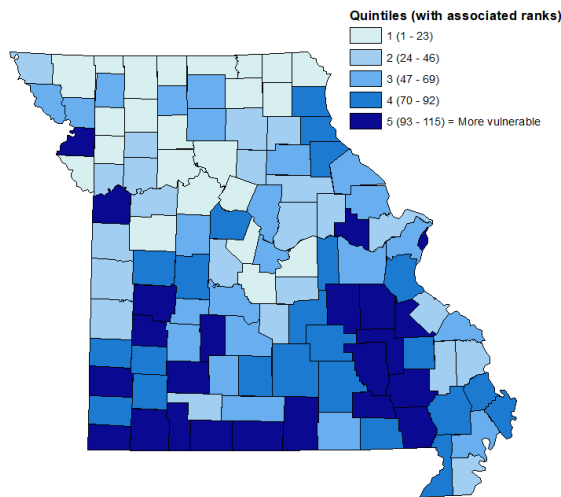 Quintiles (with associated ranks)
1 (1 - 23)
2 (24 - 46)
3 (47 - 69)
4 (70 - 92)
5 (93 - 115) = More vulnerable